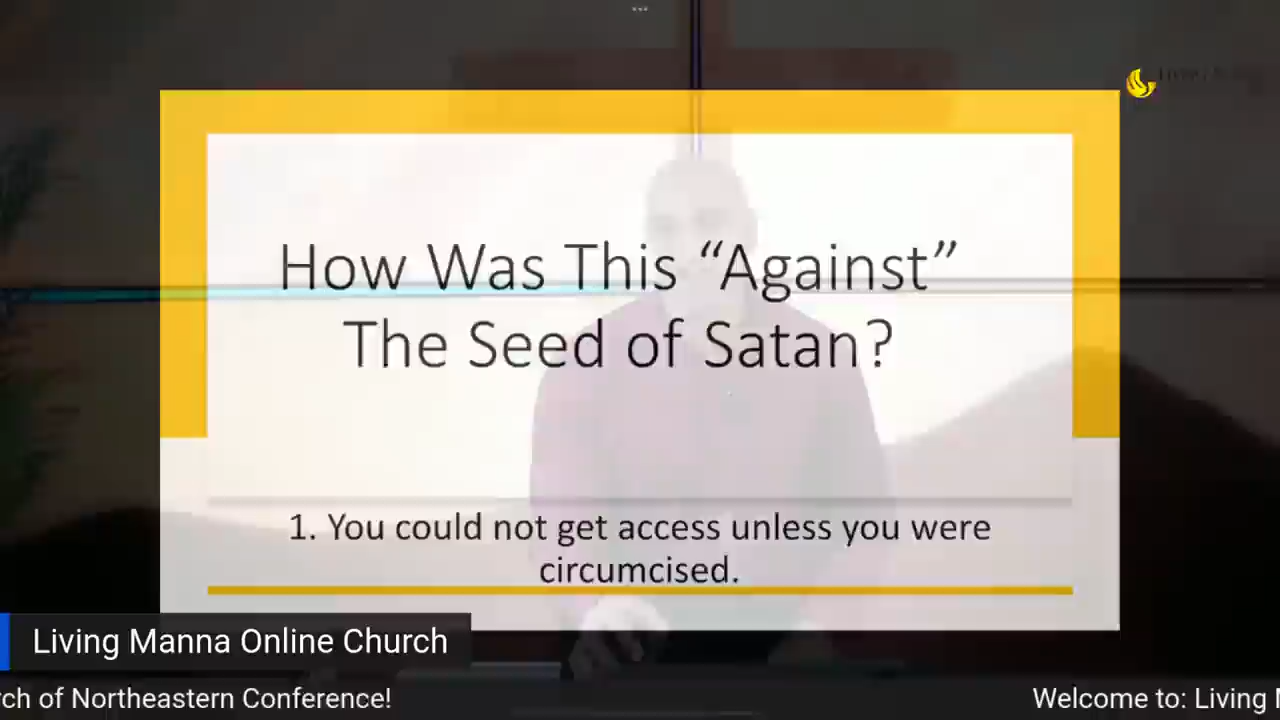 How Was This “Against”
The Seed of Satan?
1. You could not get access unless you were
circumcised.
Living Manna Online Church
rch of Northeastern Conference!
Welcome to: Living